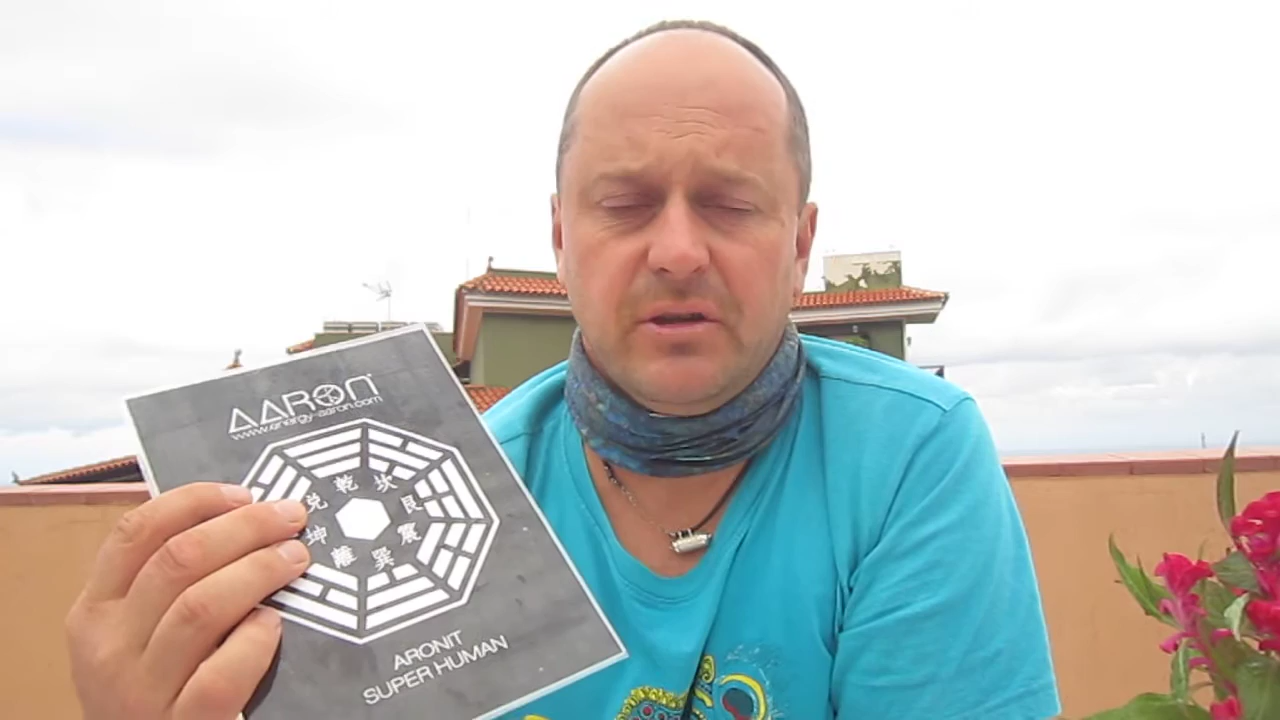 AARON
www.energy-aaron.com
乾
坎
艮
震
巽
離
坤
兌
ARONIT
SUPER HUMAN